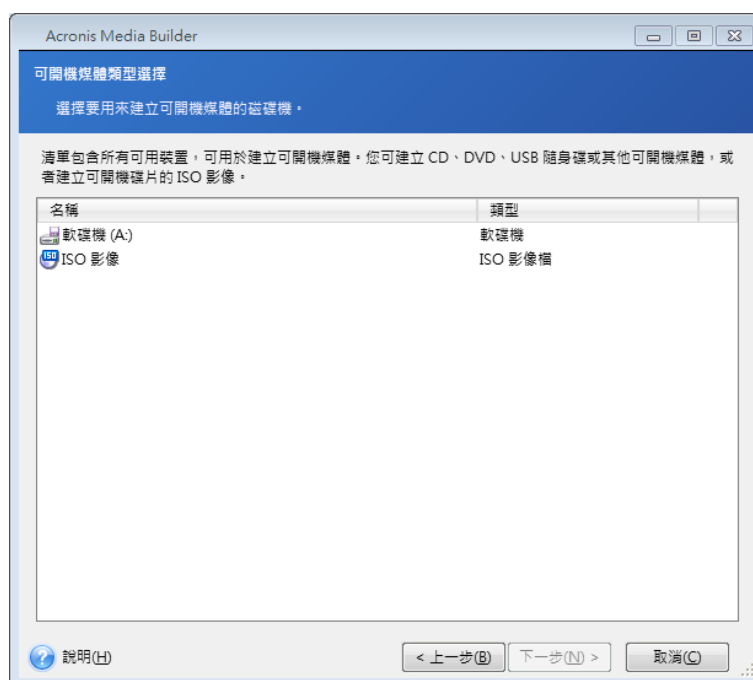 Acronis Media Builder
可開機媒體類型選擇
選擇要用來建立可開機媒體的磁碟機。
清單包含所有可用裝置，可用於建立可開機媒體。您可建立 CD、DVD、USB 隨身碟或其他可開機媒體，或
者建立可開機碟片的 ISO 影像。
名稱 類型
軟碟機 (A:) 軟碟機
ISO 影像 ISO 影像檔
說明(H) < 上一步(B) 下一步(N) > 取消(C)